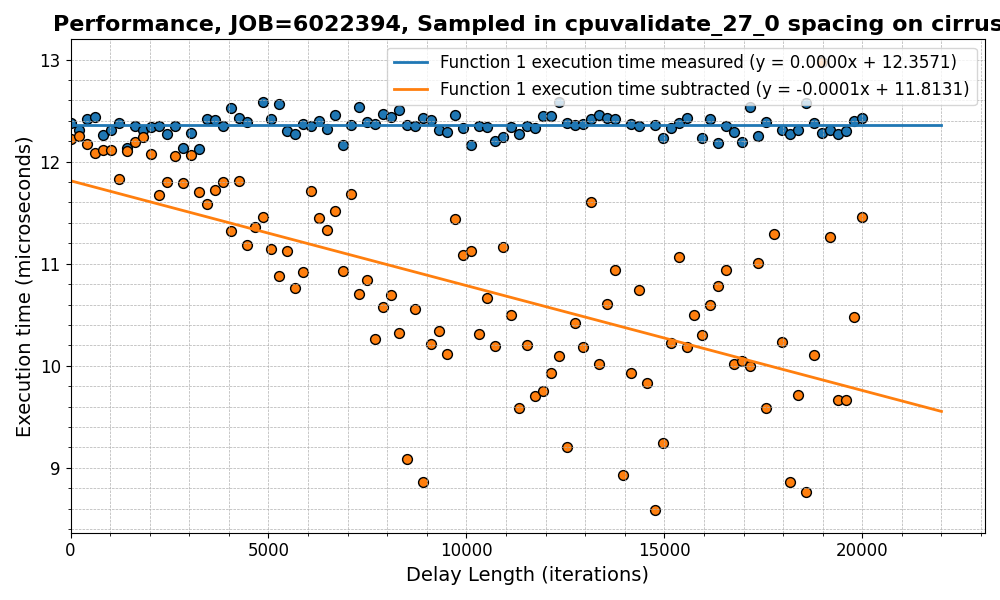 Performance, JOB=6022394, Sampled in cpuvalidate_27_0 spacing on cirrus
Function 1 execution time measured (y = 0.0000x + 12.3571)
Function 1 execution time subtracted (y = -0.0001x + 11.8131)
Execution time (microseconds)
13
12
11
10
9
0
5000
10000
15000
20000
Delay Length (iterations)